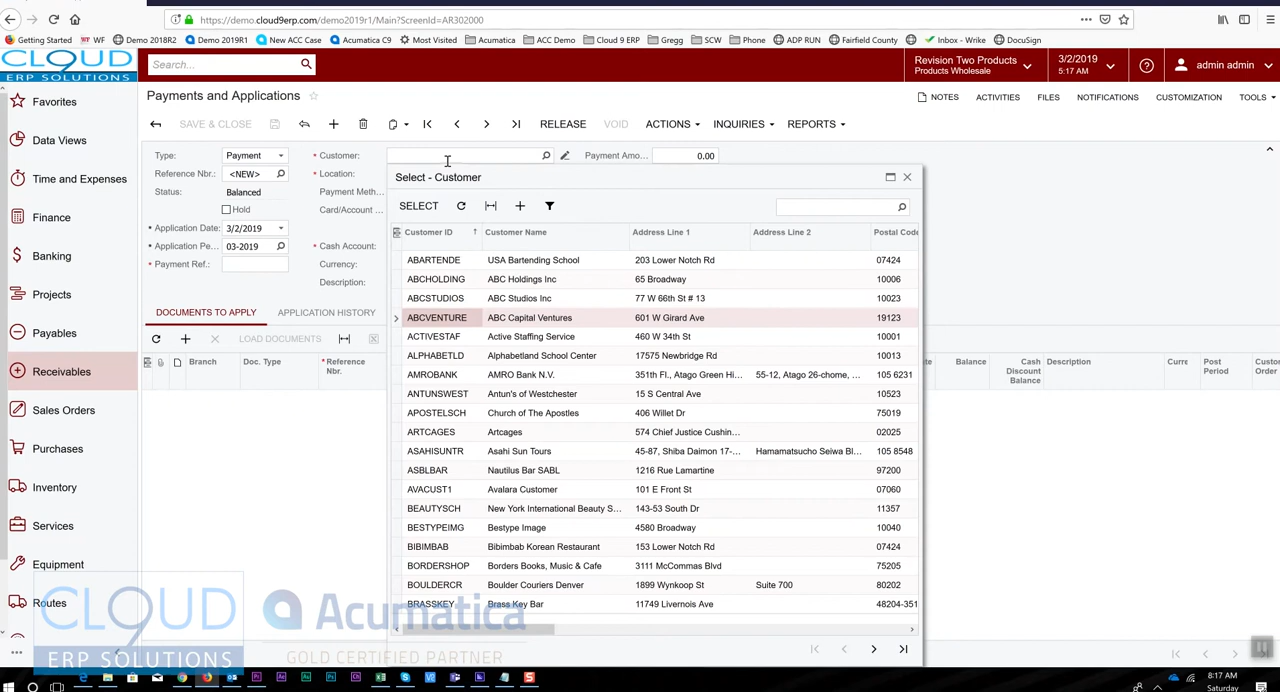 https://demo.cloud9erp.com/demo2019r1/Main?ScreenId=AR302000
Getting Started WF Demo 2018R2 Demo 2019R1 New ACC Case Acumatica C9 Most Visited Acumatica ACC Demo Cloud 9 ERP Gregg SCW Phone ADP RUN Fairfield County Inbox - Wrike DocuSign
CLOUD
ERP SOLUTIONS
Search...
Revision Two Products
Products Wholesale
3/2/2019
5:17 AM
admin admin
Favorites
Data Views
Time and Expenses
Finance
Banking
Projects
Payables
Receivables
Sales Orders
Purchases
Inventory
Services
Equipment
Routes
Payments and Applications
NOTES ACTIVITIES FILES NOTIFICATIONS CUSTOMIZATION TOOLS
SAVE & CLOSE RELEASE VOID ACTIONS INQUIRIES REPORTS
Type: Payment * Customer: Payment Amo... 0.00
Reference Nbr.: <NEW> * Location:
Status: Balanced Payment Meth...
Hold Card/Account ...
* Application Date: 3/2/2019
* Application Pe... 03-2019 * Cash Account:
* Payment Ref.: Currency:
Description:
DOCUMENTS TO APPLY APPLICATION HISTORY
LOAD DOCUMENTS
Branch Doc. Type * Reference Nbr.
Balance Cash Discount Balance Description Curre Post Period Custo Order
Select - Customer
SELECT
Customer ID Customer Name Address Line 1 Address Line 2 Postal Code
ABARTENDE USA Bartending School 203 Lower Notch Rd 07424
ABCHOLDING ABC Holdings Inc 65 Broadway 10006
ABCSTUDIOS ABC Studios Inc 77 W 66th St # 13 10023
ABCVENTURE ABC Capital Ventures 601 W Girard Ave 19123
ACTIVESTAF Active Staffing Service 460 W 34th St 10001
ALPHABETLD Alphabetland School Center 17575 Newbridge Rd 10013
AMROBANK AMRO Bank N.V. 351th Fl., Atago Green Hi... 55-12, Atago 26-chome, ... 105 6231
ANTUNSWEST Antun's of Westchester 15 S Central Ave 10523
APOSTELSCH Church of The Apostles 406 Willet Dr 75019
ARTCAGES Artcages 574 Chief Justice Cushin... 02025
ASAHISUNTR Asahi Sun Tours 45-87, Shiba Daimon 17-... Hamamatsucho Seiwa Bl... 105 8548
ASBLBAR Nautilus Bar SABL 1216 Rue Lamartine 97200
AVACUST1 Avalara Customer 101 E Front St 07060
BEAUTYSCH New York International Beauty S... 143-53 South Dr 11357
BESTYPEIMG Bestype Image 4580 Broadway 10040
BIBIMBAB Bibimbab Korean Restaurant 153 Lower Notch Rd 07424
BORDERSHOP Borders Books, Music & Cafe 3111 McCommas Blvd 75205
BOULDERCR Boulder Couriers Denver 1899 Wynkoop St Suite 700 80202
BRASSKEY Brass Key Bar 11749 Livernois Ave 48204-351
CLOUD
ERP SOLUTIONS
Acumatica
GOLD CERTIFIED PARTNER
8:17 AM
Saturday